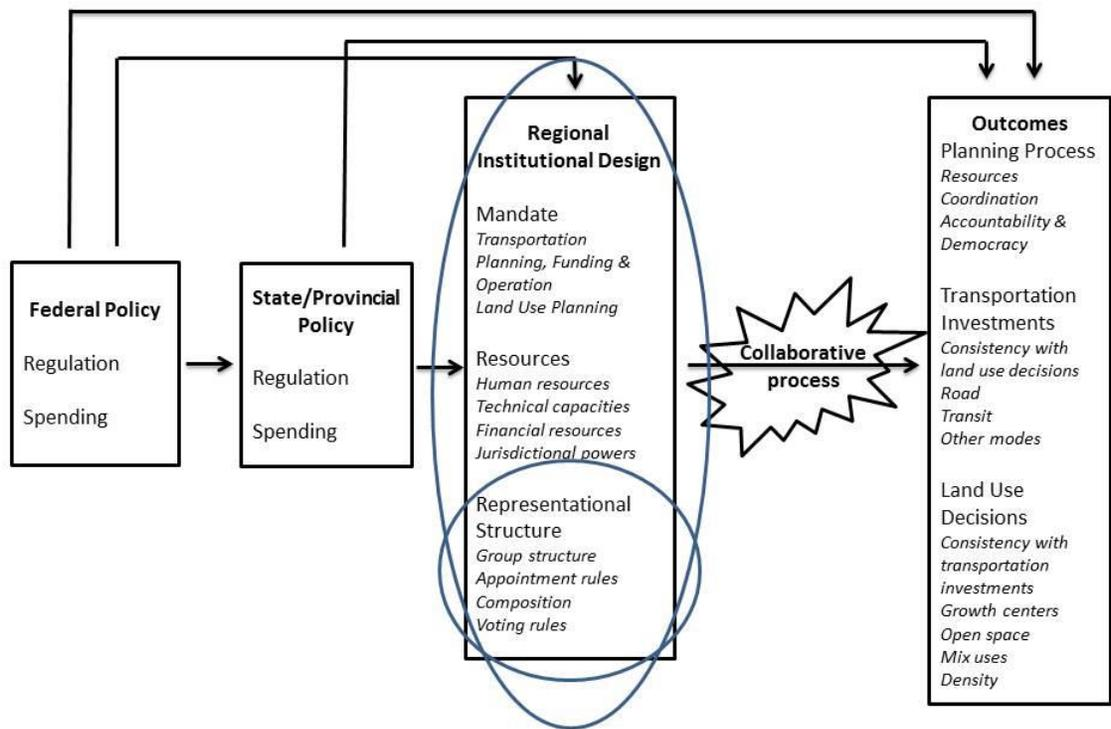 Federal Policy
Regulation
Spending
State/Provincial
Policy
Regulation
Spending
Regional
Institutional Design
Mandate
Transportation
Planning, Funding &
Operation
Land Use Planning
Resources
Human resources
Technical capacities
Financial resources
Jurisdictional powers
Representational
Structure
Group structure
Appointment rules
Composition
Voting rules
Collaborative
process
Outcomes
Planning Process
Resources
Coordination
Accountability &
Democracy
Transportation
Investments
Consistency with
land use decisions
Road
Transit
Other modes
Land Use
Decisions
Consistency with
transportation
investments
Growth centers
Open space
Mix uses
Density